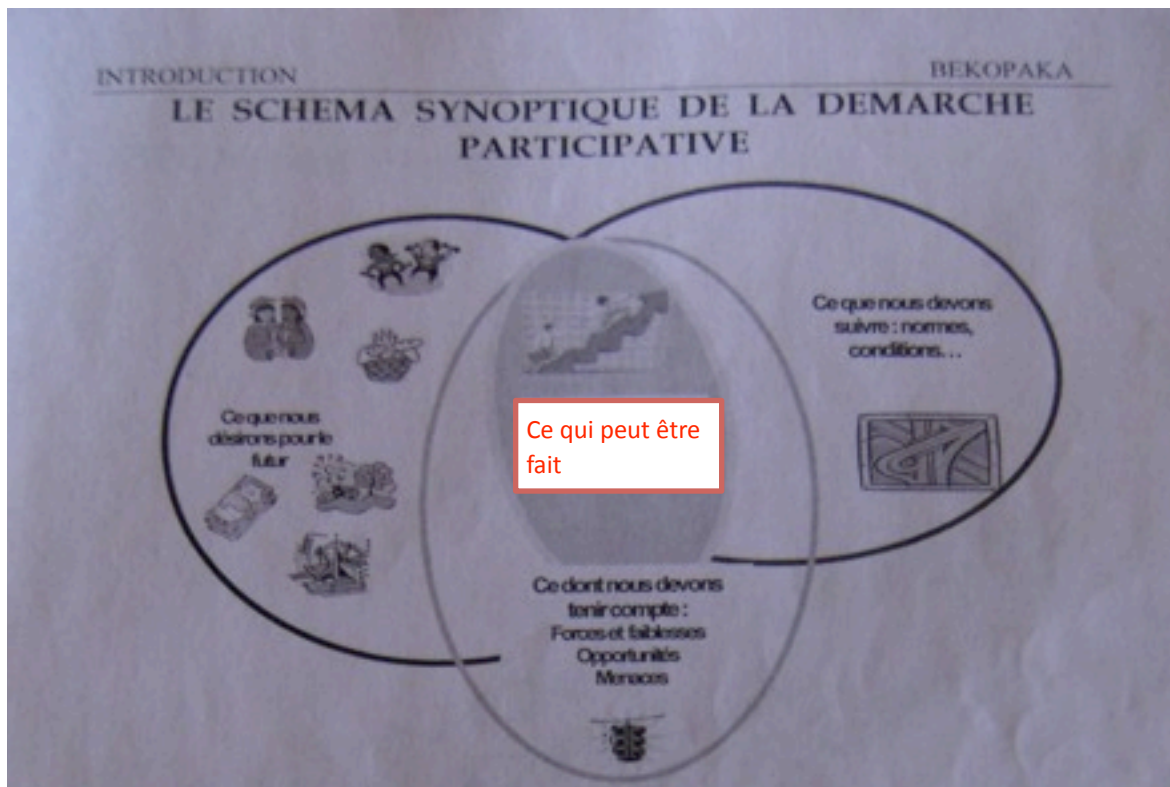 INTRODUCTION
BEKOPAKA
LE SCHEMA SYNOPTIQUE DE LA DEMARCHE
PARTICIPATIVE
Ce que nous devons
suivre : normes,
conditions…
Ce que nous
désirons pour le
futur
Ce qui peut être
fait
Ce dont nous devons
tenir compte :
Forces et faiblesses
Opportunités
Menaces